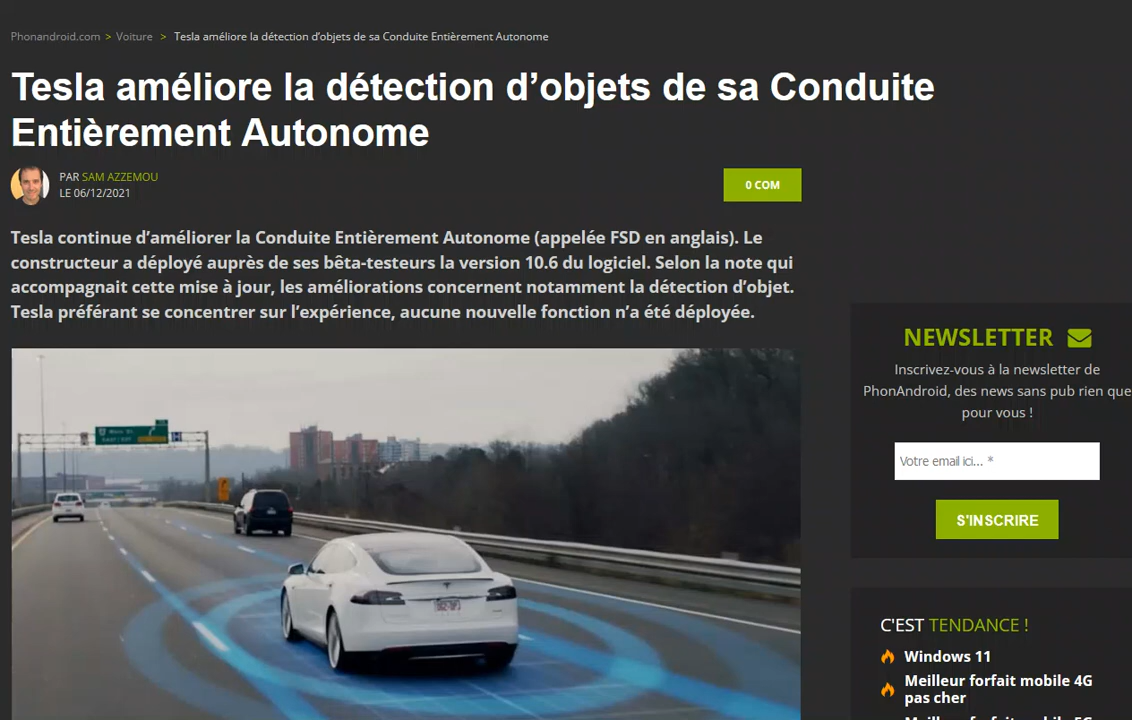 Phonandroid.com > Voiture > Tesla améliore la détection d’objets de sa Conduite Entièrement Autonome
Tesla améliore la détection d’objets de sa Conduite
Entièrement Autonome
PAR SAM AZZEMOU
LE 06/12/2021
0 COM
Tesla continue d’améliorer la Conduite Entièrement Autonome (appelée FSD en anglais). Le
constructeur a déployé auprès de ses bêta-testeurs la version 10.6 du logiciel. Selon la note qui
accompagnait cette mise à jour, les améliorations concernent notamment la détection d’objet.
Tesla préférant se concentrer sur l’expérience, aucune nouvelle fonction n’a été déployée.
NEWSLETTER
Inscrivez-vous à la newsletter de
PhonAndroid, des news sans pub rien que
pour vous !
Votre email ici... *
S'INSCRIRE
C'EST TENDANCE !
Windows 11
Meilleur forfait mobile 4G
pas cher